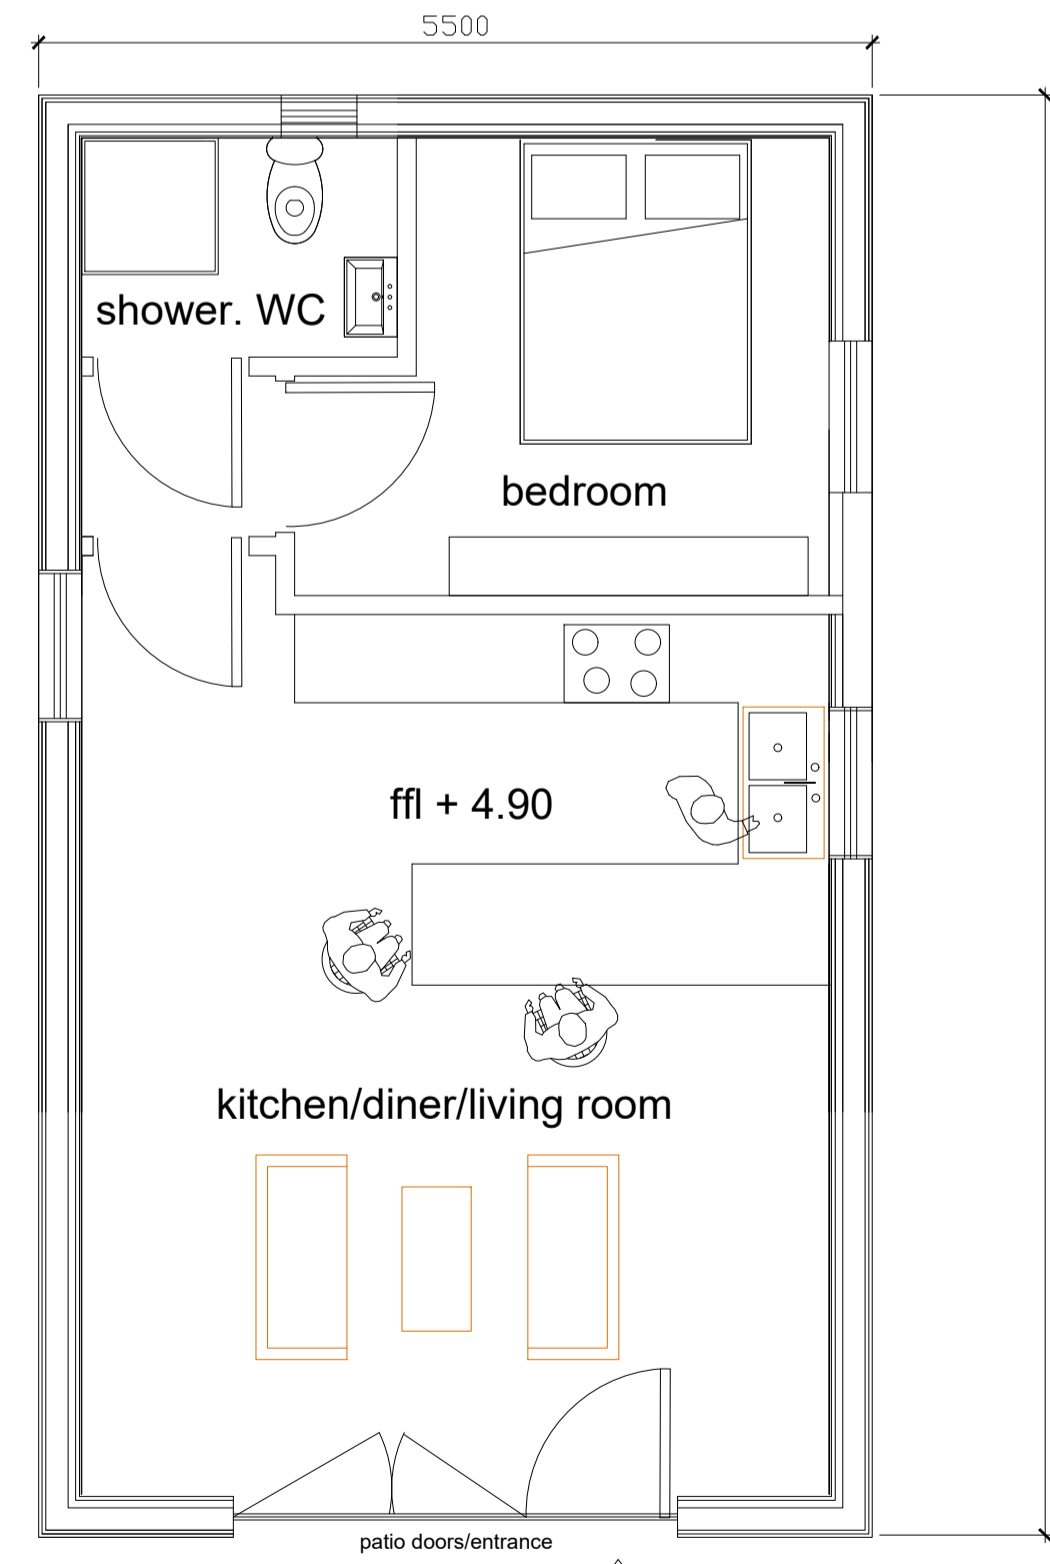 5500
shower. WC
bedroom
ffl + 4.90
kitchen/diner/living room
patio doors/entrance